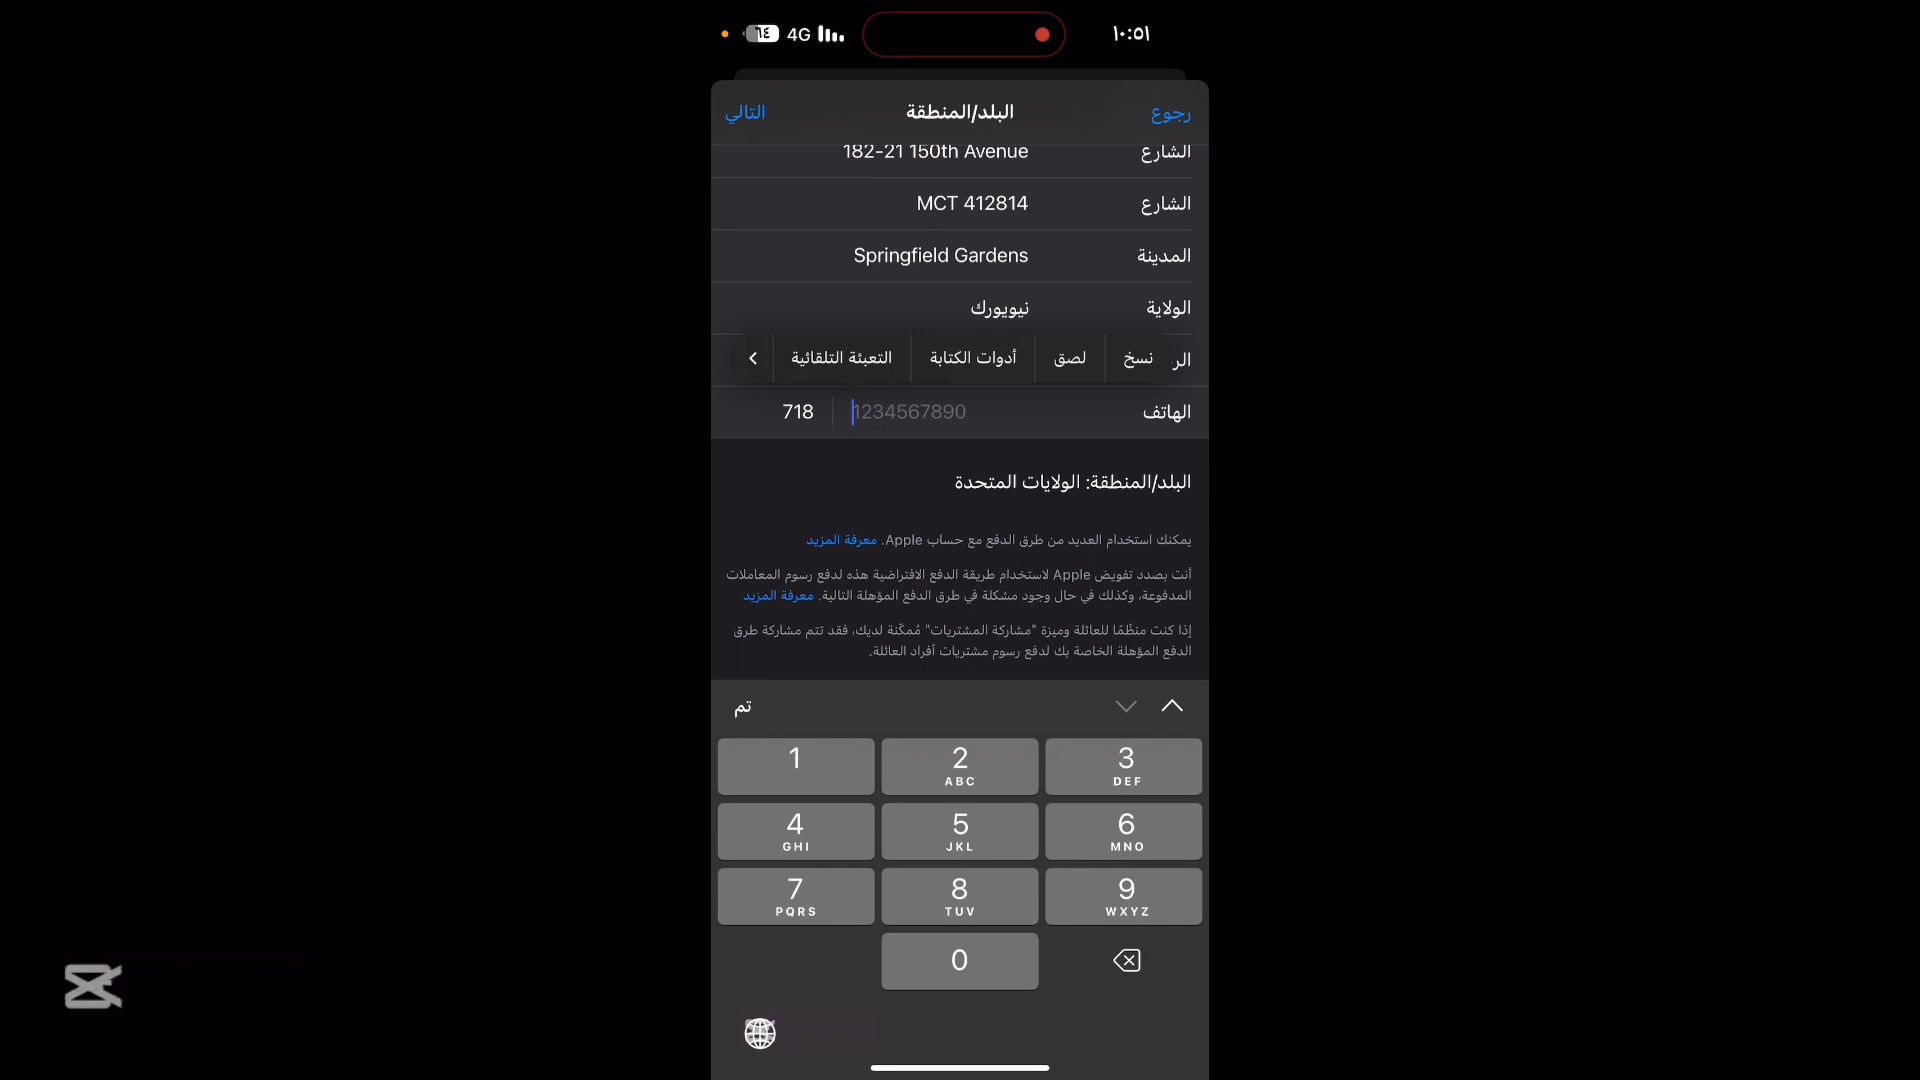 ١٠:٥١
4G
٦٤
رجوع
البلد/المنطقة
التالي
الشارع 182-21 150th Avenue
الشارع MCT 412814
المدينة Springfield Gardens
الولاية نيويورك
نسخ لصق أدوات الكتابة التعبئة التلقائية
الهاتف 718 1234567890
البلد/المنطقة: الولايات المتحدة
يمكنك استخدام العديد من طرق الدفع مع حساب Apple. معرفة المزيد
أنت بصدد تفويض Apple لاستخدام طريقة الدفع الافتراضية هذه لدفع رسوم المعاملات
المدفوعة، وكذلك في حال وجود مشكلة في طرق الدفع المؤهلة التالية. معرفة المزيد
إذا كنت منظّمًا للعائلة وميزة "مشاركة المشتريات" مُمكّنة لديك، فقد تتم مشاركة طرق
الدفع المؤهلة الخاصة بك لدفع رسوم مشتريات أفراد العائلة.
تم
1 2 3
ABC DEF
4 5 6
GHI JKL MNO
7 8 9
PQRS TUV WXYZ
0